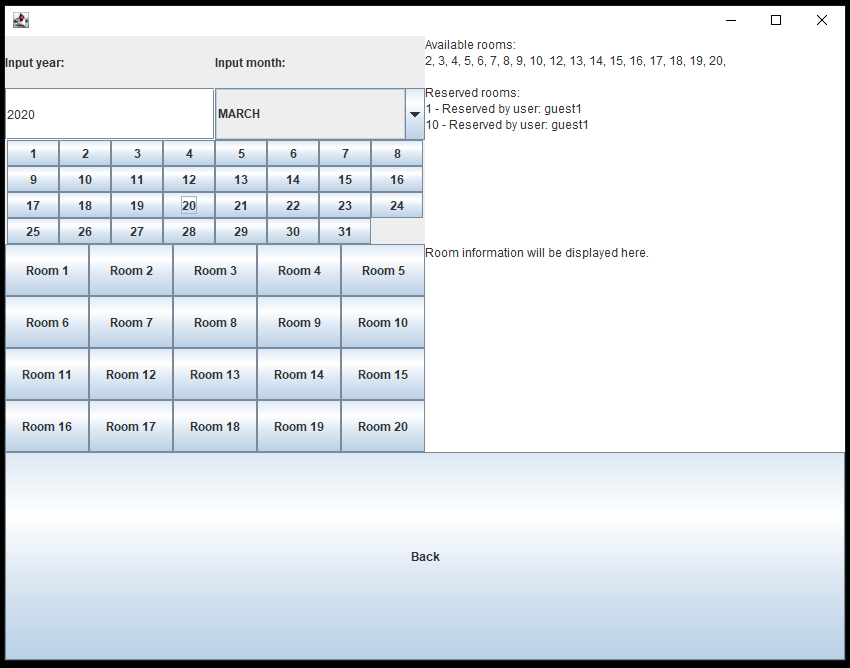 Input year:
Input month:
2020
MARCH
1 2 3 4 5 6 7 8
9 10 11 12 13 14 15 16
17 18 19 20 21 22 23 24
25 26 27 28 29 30 31
Available rooms:
2, 3, 4, 5, 6, 7, 8, 9, 10, 12, 13, 14, 15, 16, 17, 18, 19, 20,
Reserved rooms:
1 - Reserved by user: guest1
10 - Reserved by user: guest1
Room 1 Room 2 Room 3 Room 4 Room 5
Room 6 Room 7 Room 8 Room 9 Room 10
Room 11 Room 12 Room 13 Room 14 Room 15
Room 16 Room 17 Room 18 Room 19 Room 20
Room information will be displayed here.
Back